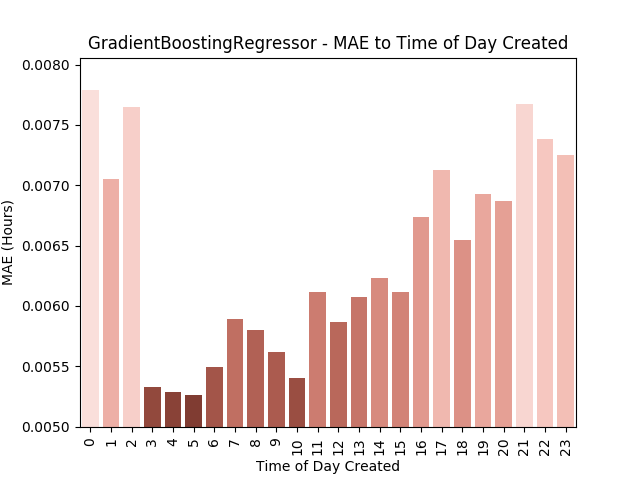 GradientBoostingRegressor - MAE to Time of Day Created
0.0080
0.0075
0.0070
0.0065
0.0060
0.0055
0.0050
MAE (Hours)
0 1 2 3 4 5 6 7 8 9 10 11 12 13 14 15 16 17 18 19 20 21 22 23
Time of Day Created